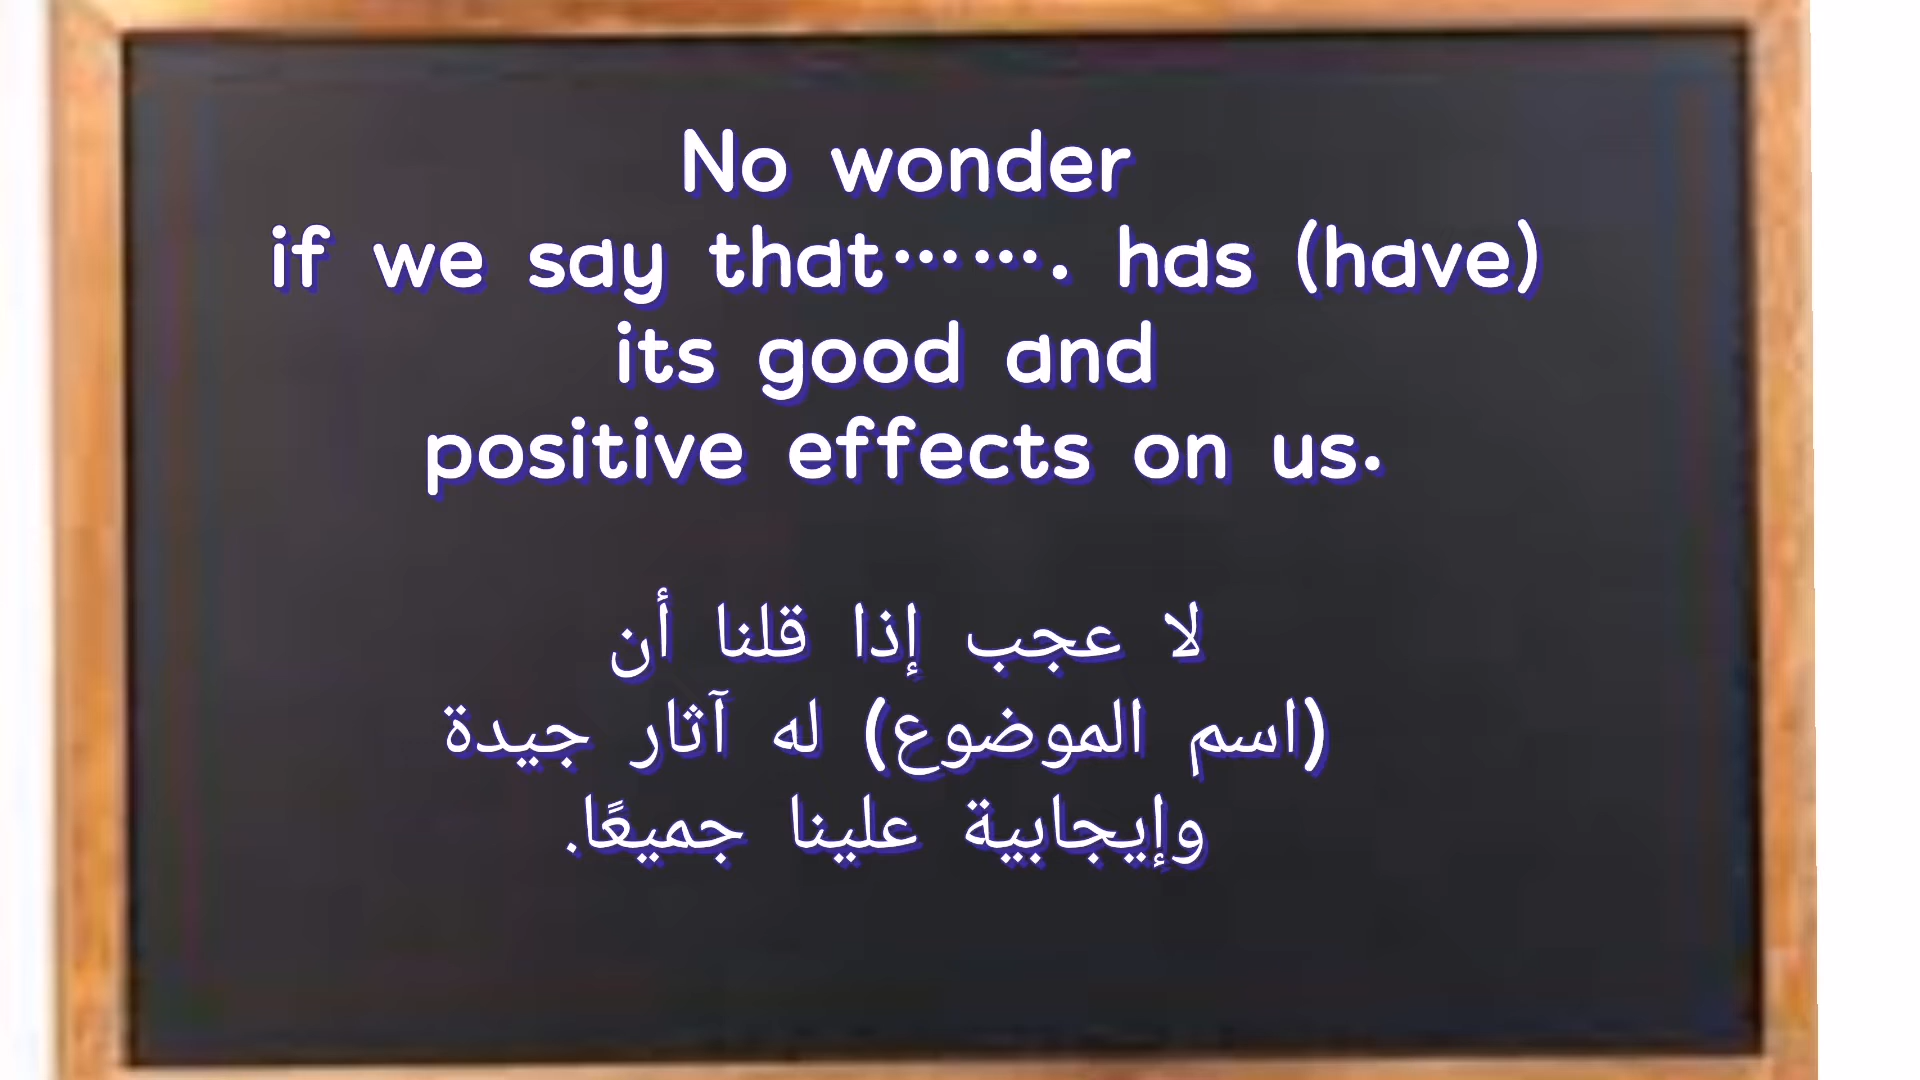 No wonder
if we say that……. has (have)
its good and
positive effects on us.
لا عجب إذا قلنا أن
(اسم الموضوع) له آثار جيدة
وإيجابية علينا جميعًا.